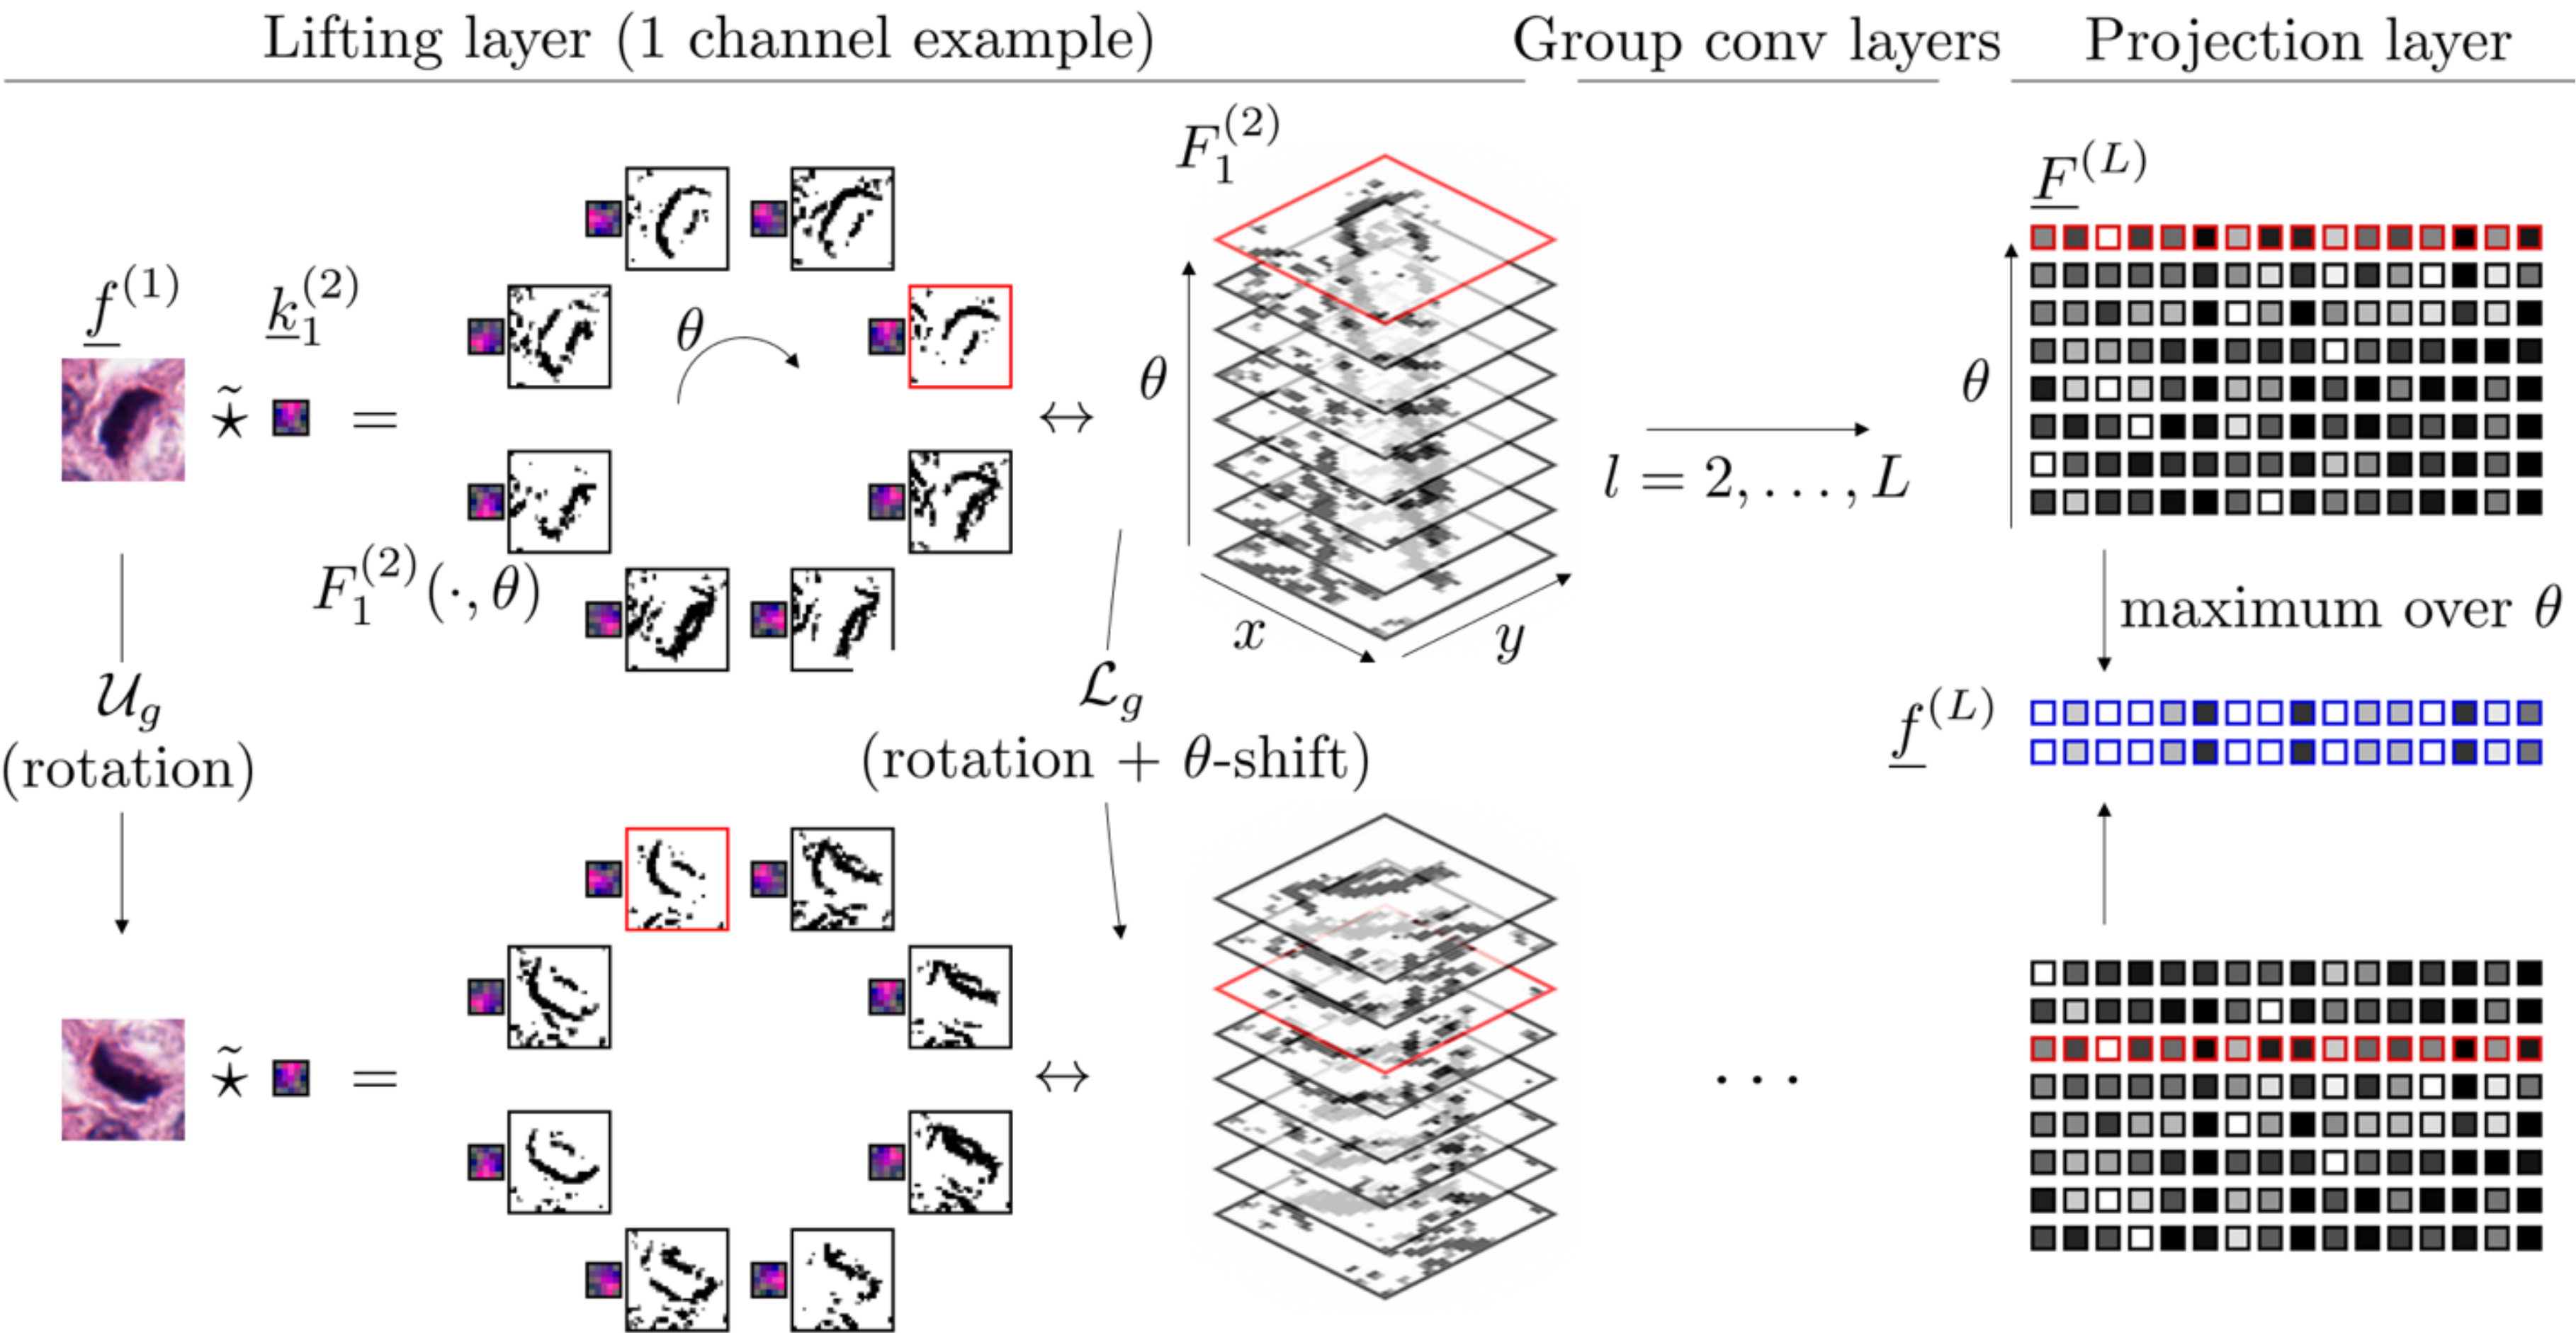 Lifting layer (1 channel example)
Group conv layers
Projection layer
f^(1)
k_1^(2)
⋆̃
=
θ
F_1^(2)(·, θ)
↔
F_1^(2)
θ
x
y
l = 2, . . . , L
F^(L)
θ
maximum over θ
f^(L)
U_g
(rotation)
L_g
(rotation + θ-shift)
⋆̃
=
↔
. . .